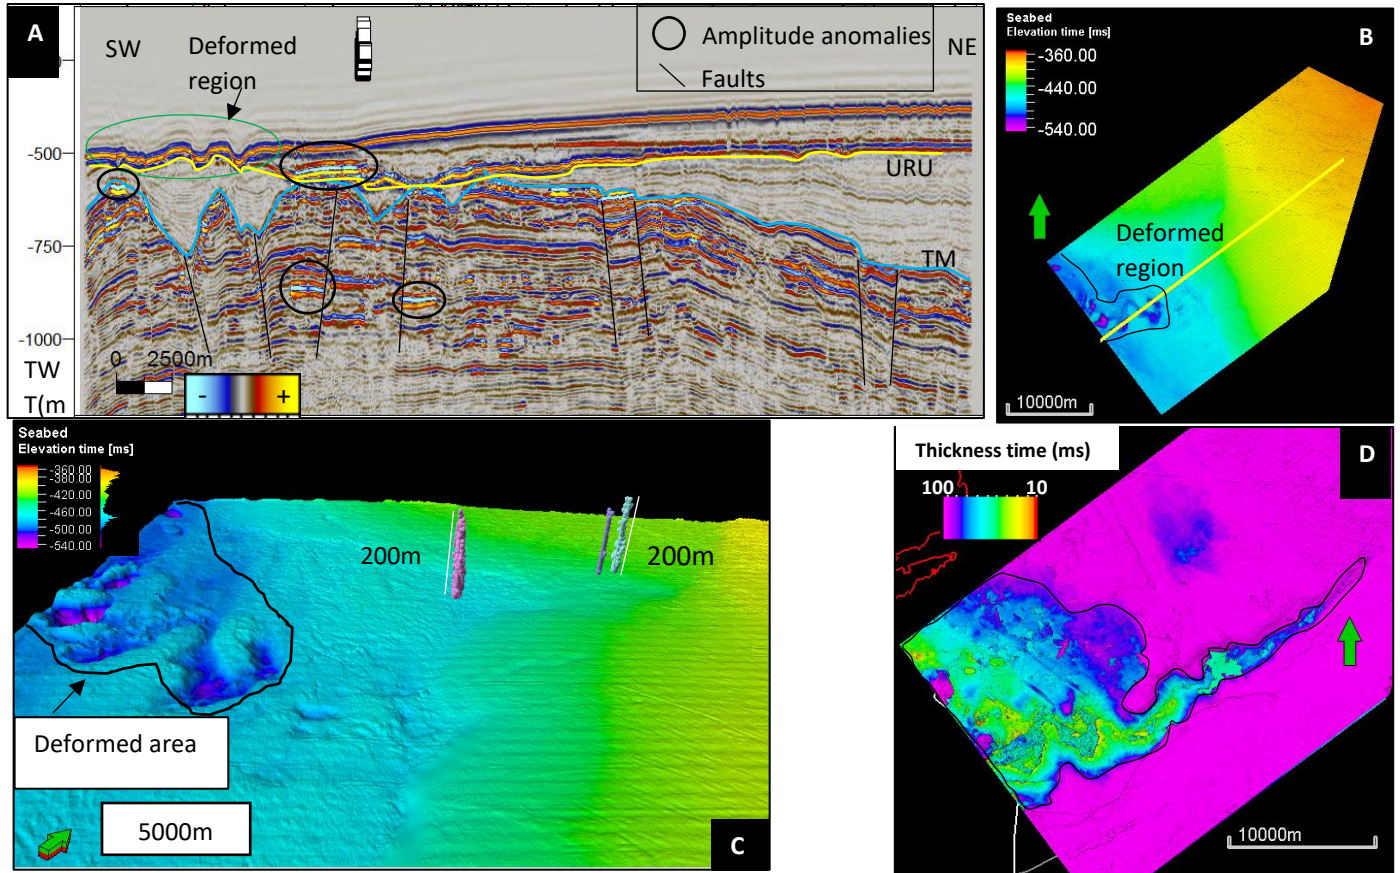 A
SW
Deformed
region
Amplitude anomalies
Faults
NE
-500
-750
-1000
URU
TM
0 2500m
TW
T(m
- +
Seabed
Elevation time [ms]
-360.00
-440.00
-540.00
B
Deformed
region
10000m
Seabed
Elevation time [ms]
-360.00
-380.00
-420.00
-460.00
-500.00
-540.00
200m
200m
Deformed area
5000m
C
Thickness time (ms)
100 10
D
10000m